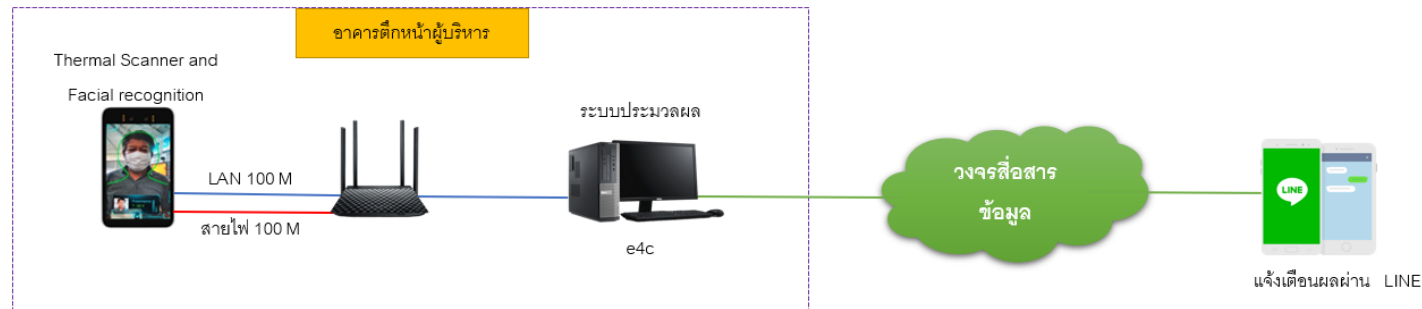 อาคารตึกหน้าผู้บริหาร
Thermal Scanner and
Facial recognition
ระบบประมวลผล
LAN 100 M
สายไฟ 100 M
e4c
วงจรสื่อสาร
ข้อมูล
LINE
แจ้งเตือนผลผ่าน LINE